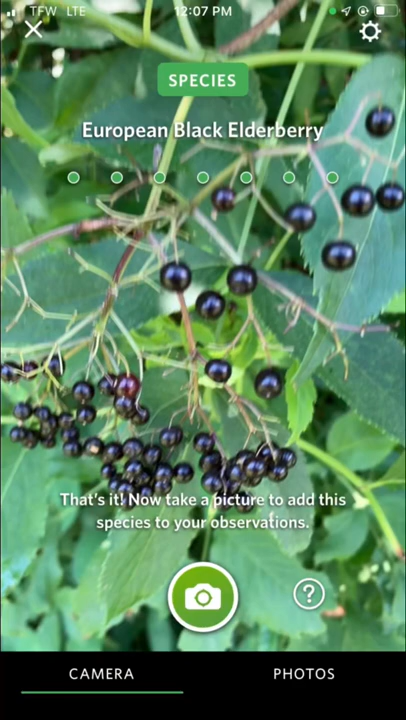 TFW LTE 12:07 PM
SPECIES
European Black Elderberry
That's it! Now take a picture to add this
species to your observations.
?
CAMERA PHOTOS